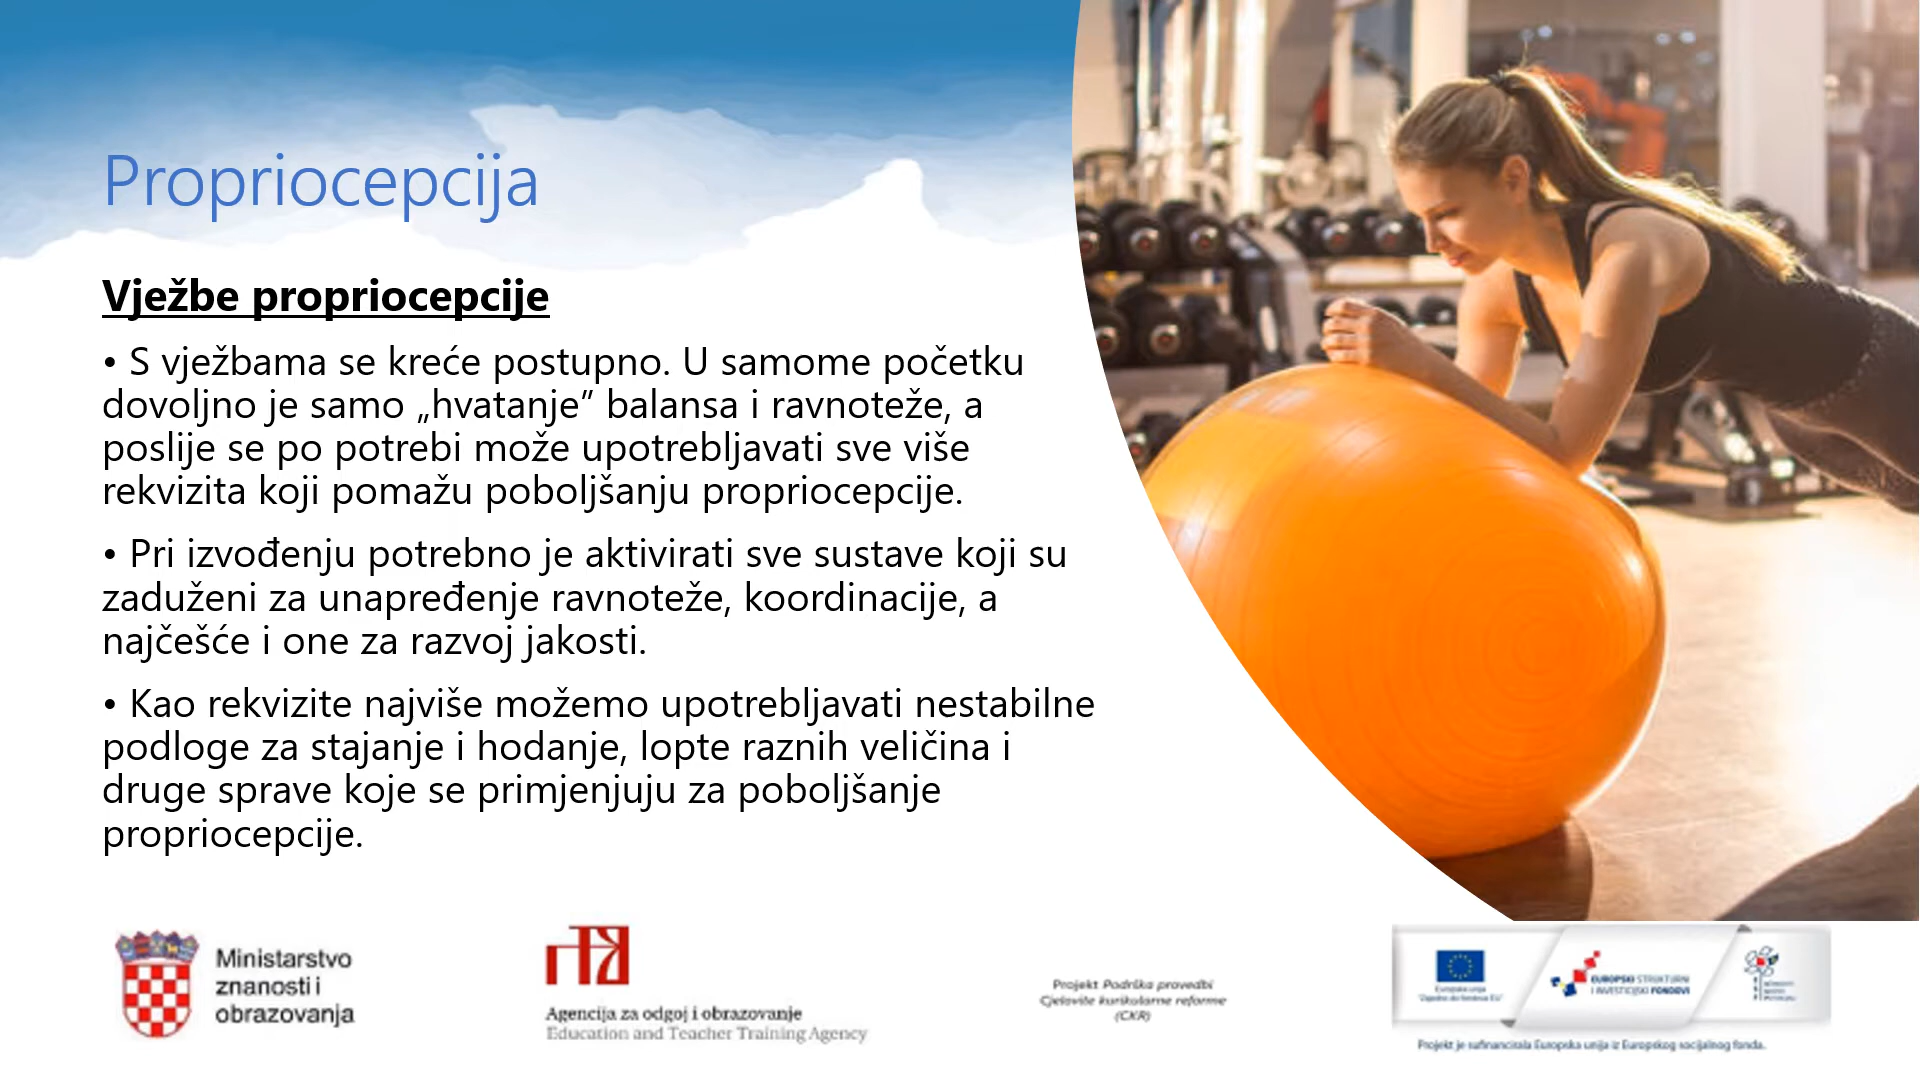 Propriocepcija
Vježbe propriocepcije
• S vježbama se kreće postupno. U samome početku
dovoljno je samo „hvatanje” balansa i ravnoteže, a
poslije se po potrebi može upotrebljavati sve više
rekvizita koji pomažu poboljšanju propriocepcije.
• Pri izvođenju potrebno je aktivirati sve sustave koji su
zaduženi za unapređenje ravnoteže, koordinacije, a
najčešće i one za razvoj jakosti.
• Kao rekvizite najviše možemo upotrebljavati nestabilne
podloge za stajanje i hodanje, lopte raznih veličina i
druge sprave koje se primjenjuju za poboljšanje
propriocepcije.
Ministarstvo
znanosti i
obrazovanja
Agencija za odgoj i obrazovanje
Education and Teacher Training Agency
Projekt Podrška provedbi
Cjelovite kurikularne reforme
(CKR)
Europska unija
EUROPSKI STRUKTURNI
I INVESTICIJSKI FONDOVI
Projekt je sufinancirala Europska unija iz Europskog socijalnog fonda.